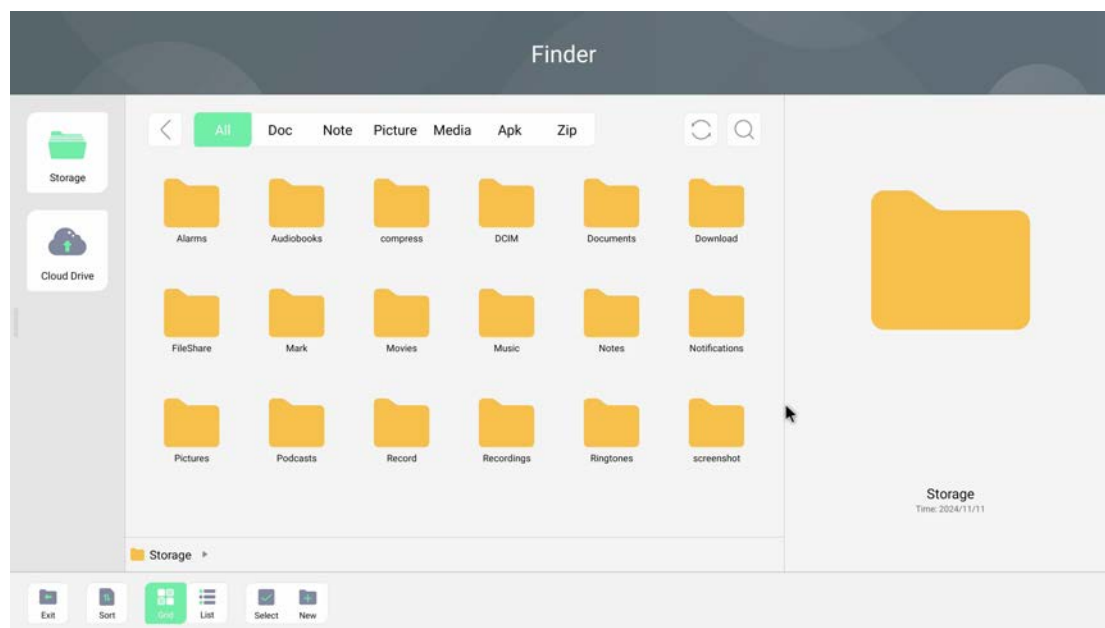 Finder
Storage
Cloud Drive
All Doc Note Picture Media Apk Zip
Alarms Audiobooks compress DCIM Documents Download
FileShare Mark Movies Music Notes Notifications
Pictures Podcasts Record Recordings Ringtones screenshot
Storage
Time: 2024/11/11
Storage
Exit Sort Grid List Select New